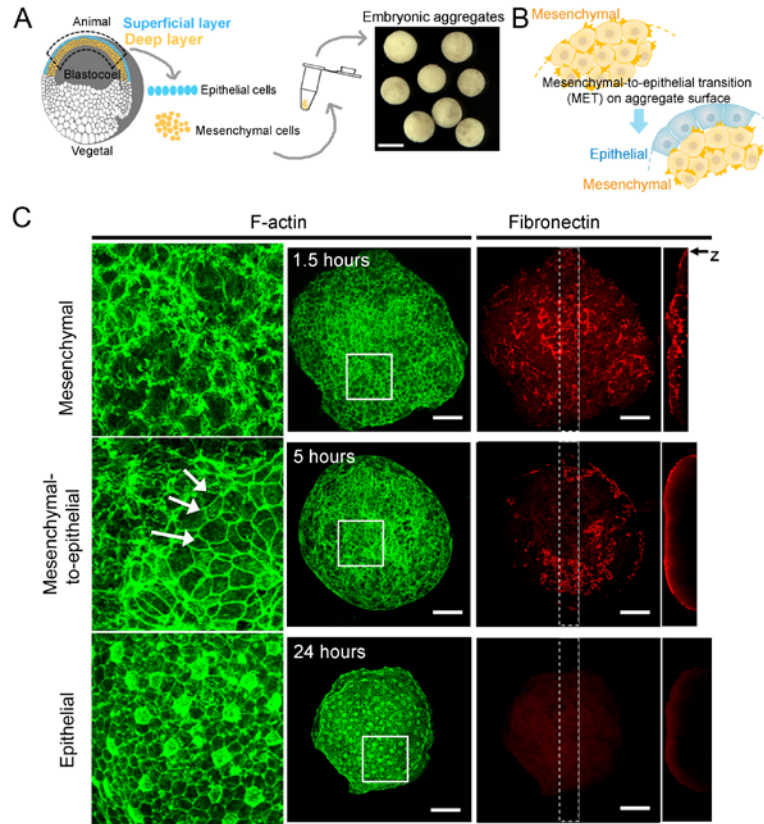 A
Animal
Superficial layer
Deep layer
Blastocoel
Vegetal
Epithelial cells
Mesenchymal cells
Embryonic aggregates
B
Mesenchymal
Mesenchymal-to-epithelial transition
(MET) on aggregate surface
Epithelial
Mesenchymal
C
F-actin
Fibronectin
Mesenchymal
1.5 hours
z
Mesenchymal-
to-epithelial
5 hours
Epithelial
24 hours